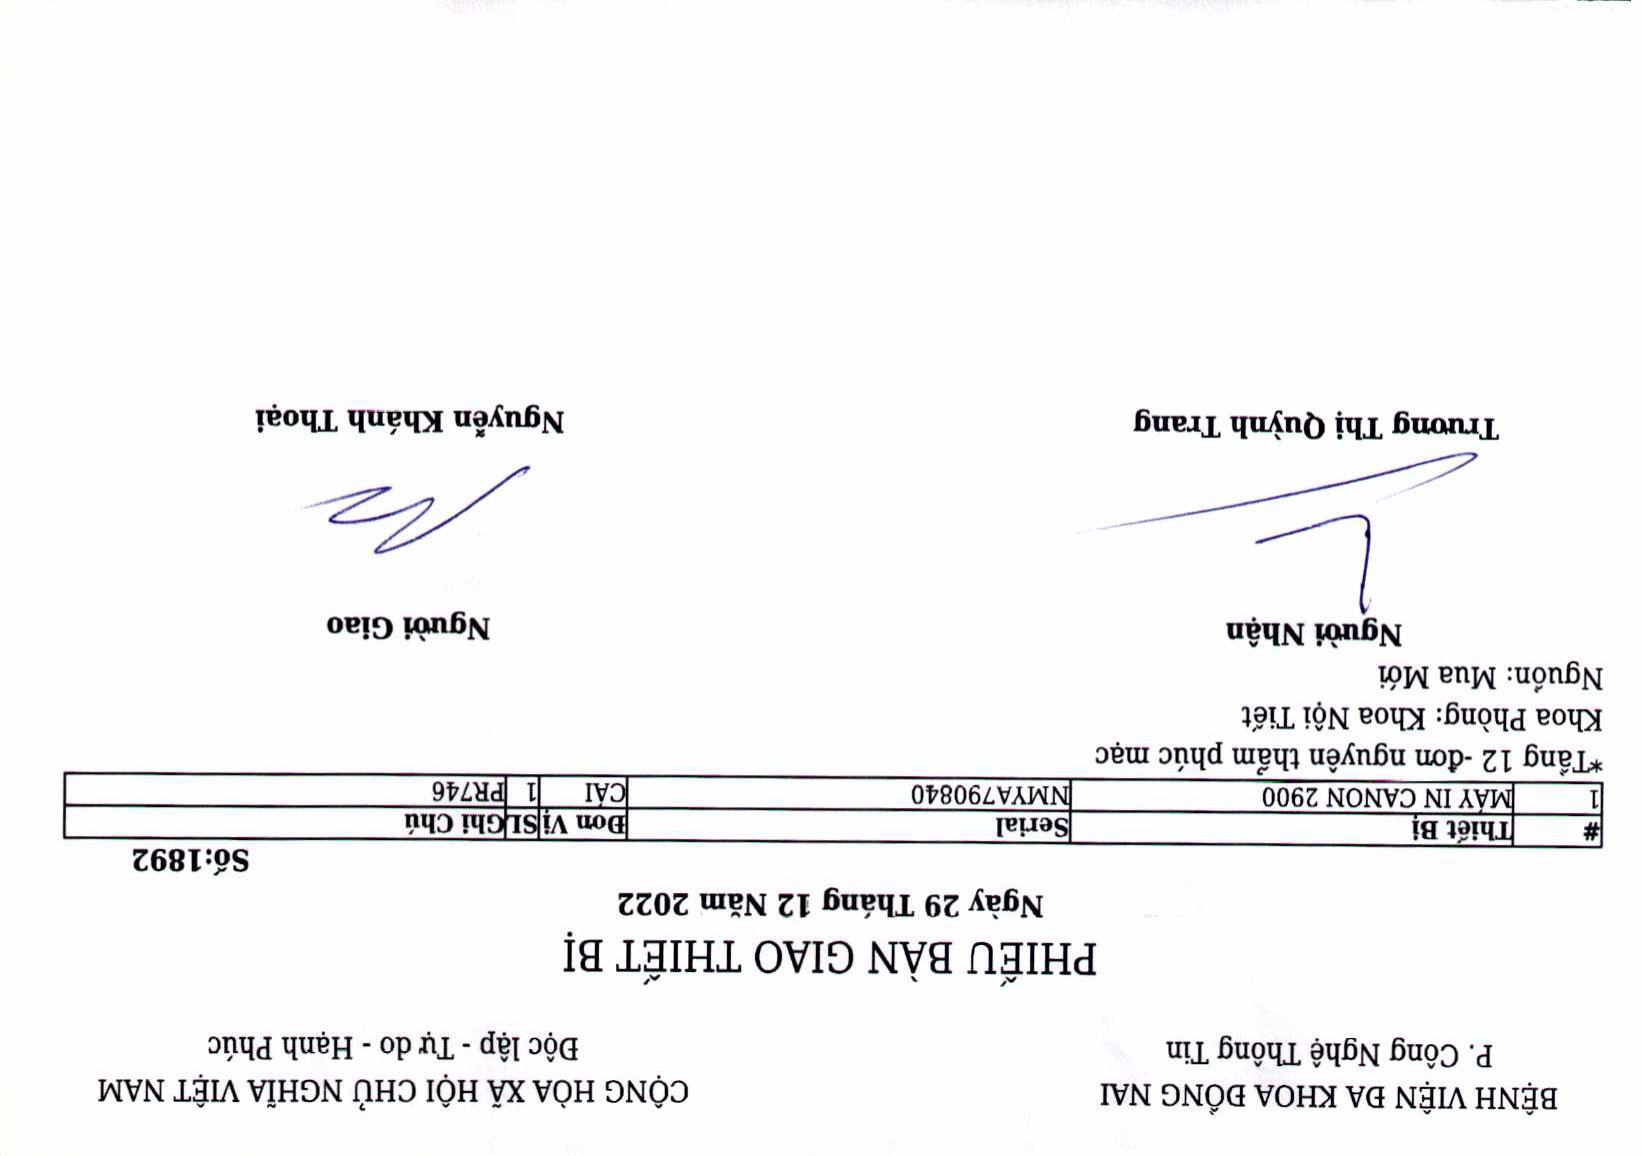 BỆNH VIỆN ĐA KHOA ĐỒNG NAI
P. Công Nghệ Thông Tin
CỘNG HÒA XÃ HỘI CHỦ NGHĨA VIỆT NAM
Độc lập - Tự do - Hạnh Phúc
PHIẾU BÀN GIAO THIẾT BỊ
Ngày 29 Tháng 12 Năm 2022
Số:1892
# Thiết Bị Serial Đơn Vị SL Ghi Chú
1 MÁY IN CANON 2900 NMYA790840 CÁI 1 PR746
*Tầng 12 -đơn nguyên thẩm phúc mạc
Khoa Phòng: Khoa Nội Tiết
Nguồn: Mua Mới
Người Nhận Người Giao
Trương Thị Quỳnh Trang Nguyễn Khánh Thoại